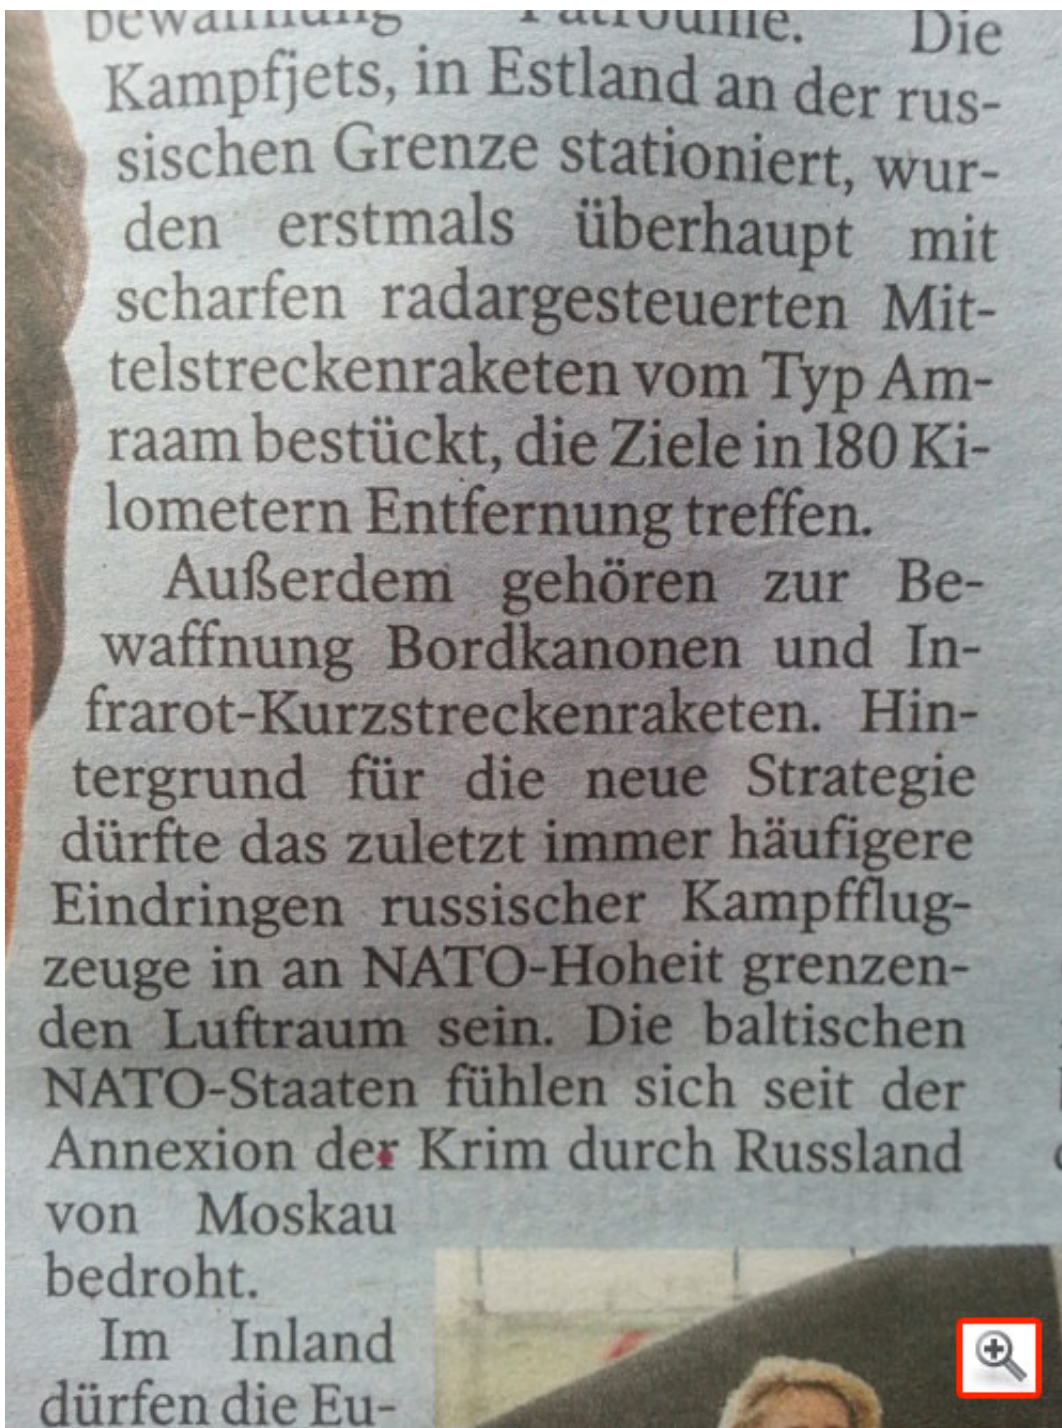 bewaffnung Patrouille. Die
Kampfjets, in Estland an der rus-
sischen Grenze stationiert, wur-
den erstmals überhaupt mit
scharfen radargesteuerten Mit-
telstreckenraketen vom Typ Am-
raam bestückt, die Ziele in 180 Ki-
lometern Entfernung treffen.
Außerdem gehören zur Be-
waffnung Bordkanonen und In-
frarot-Kurzstreckenraketen. Hin-
tergrund für die neue Strategie
dürfte das zuletzt immer häufigere
Eindringen russischer Kampfflug-
zeuge in an NATO-Hoheit grenzen-
den Luftraum sein. Die baltischen
NATO-Staaten fühlen sich seit der
Annexion der Krim durch Russland
von Moskau
bedroht.
Im Inland
dürfen die Eu-